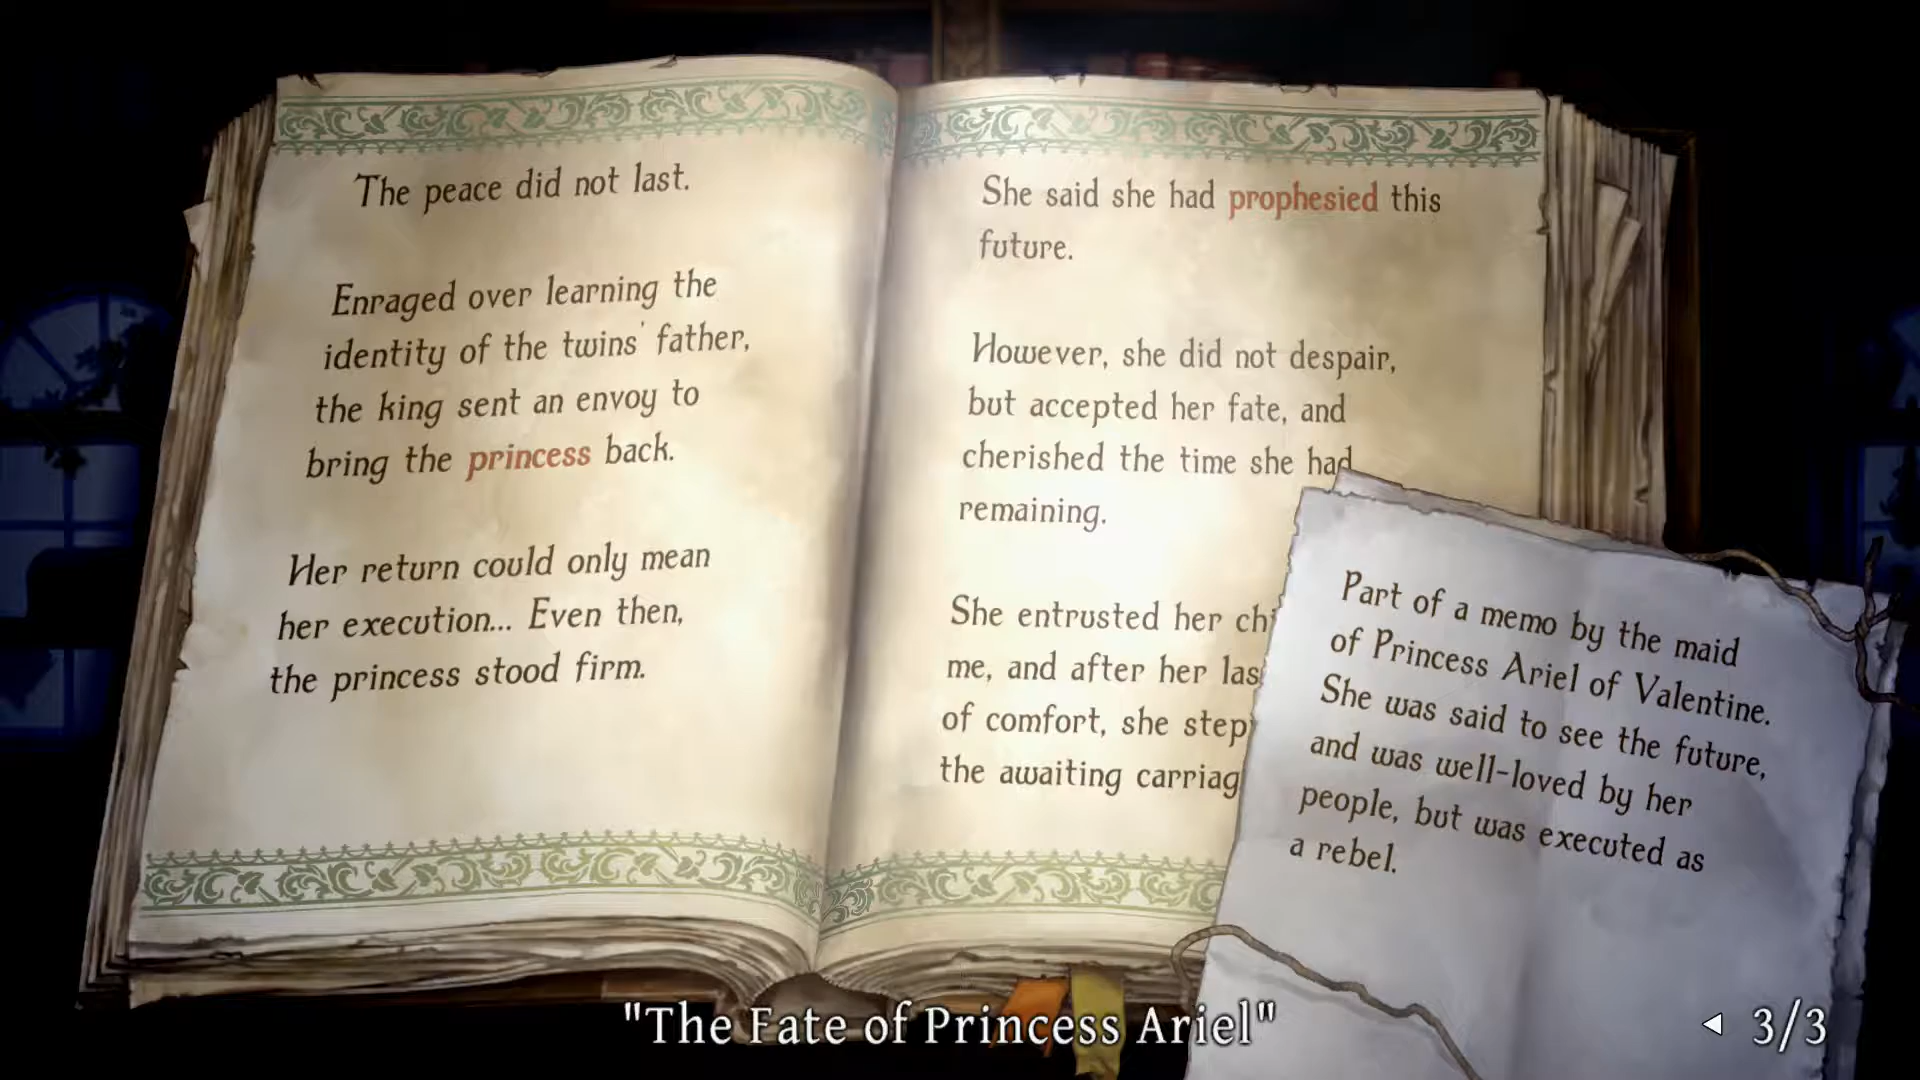 The peace did not last.
Enraged over learning the
identity of the twins' father,
the king sent an envoy to
bring the princess back.
Her return could only mean
her execution... Even then,
the princess stood firm.
She said she had prophesied this
future.
However, she did not despair,
but accepted her fate, and
cherished the time she had
remaining.
She entrusted her
me, and after her
of comfort, she
the awaiting
Part of a memo by the maid
of Princess Ariel of Valentine.
She was said to see the future,
and was well-loved by her
people, but was executed as
a rebel.
"The Fate of Princess Ariel"
3/3